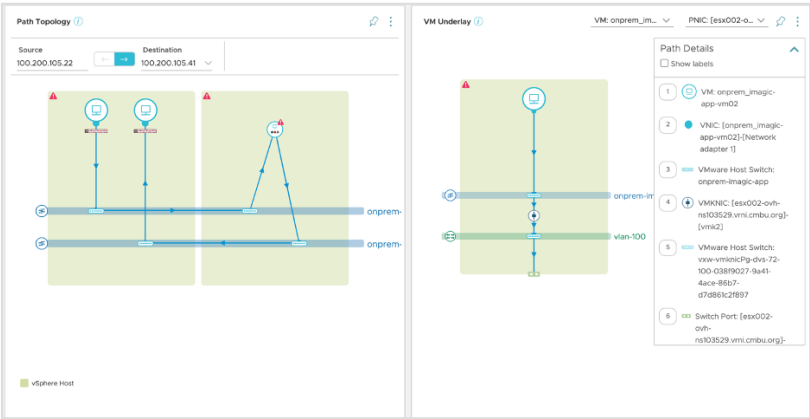 Path Topology
Source
100.200.105.22
Destination
100.200.105.41
onprem-
onprem-
vSphere Host
VM Underlay
VM: onprem_im...
PNIC: [esx002-o...
onprem-im
vlan-100
Path Details
Show labels
1
VM: onprem_imagic-
app-vm02
2
VNIC: [onprem_imagic-
app-vm02]-[Network
adapter 1]
3
VMware Host Switch:
onprem-imagic-app
4
VMKNIC: [esx002-ovh-
ns103529.vrni.cmbu.org]-
[vmk2]
5
VMware Host Switch:
vxw-vmknicPg-dvs-72-
100-038f9027-9a41-
4ace-86b7-
d7d861c2f897
6
Switch Port: [esx002-
ovh-
ns103529.vrni.cmbu.org]-